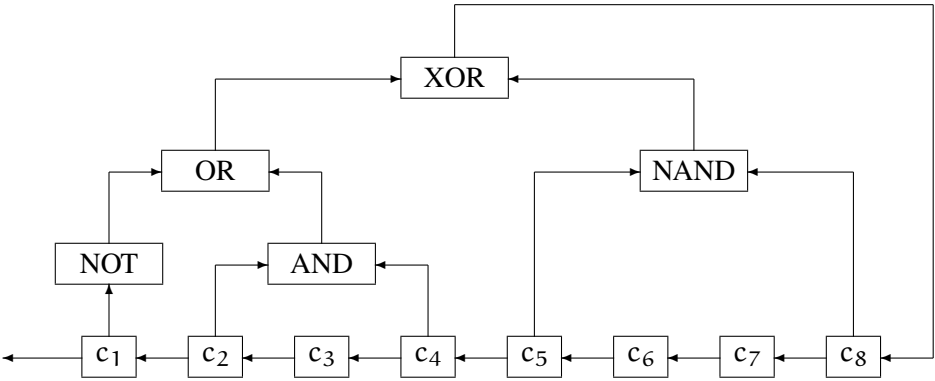 XOR
OR NAND
NOT AND
c₁ c₂ c₃ c₄ c₅ c₆ c₇ c₈